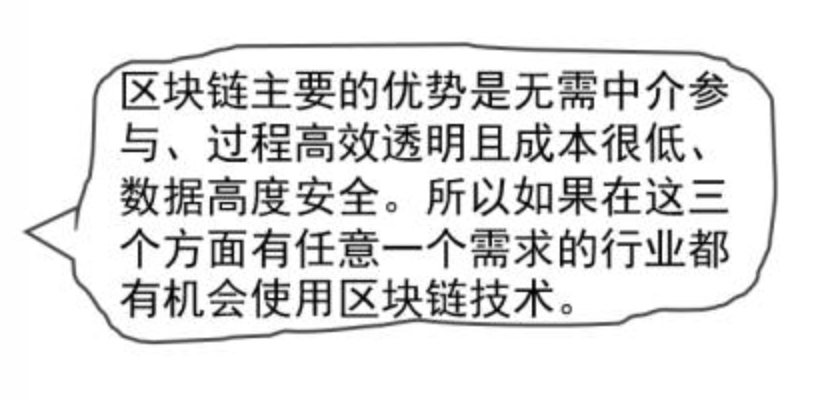 区块链主要的优势是无需中介参
与、过程高效透明且成本很低、
数据高度安全。所以如果在这三
个方面有任意一个需求的行业都
有机会使用区块链技术。